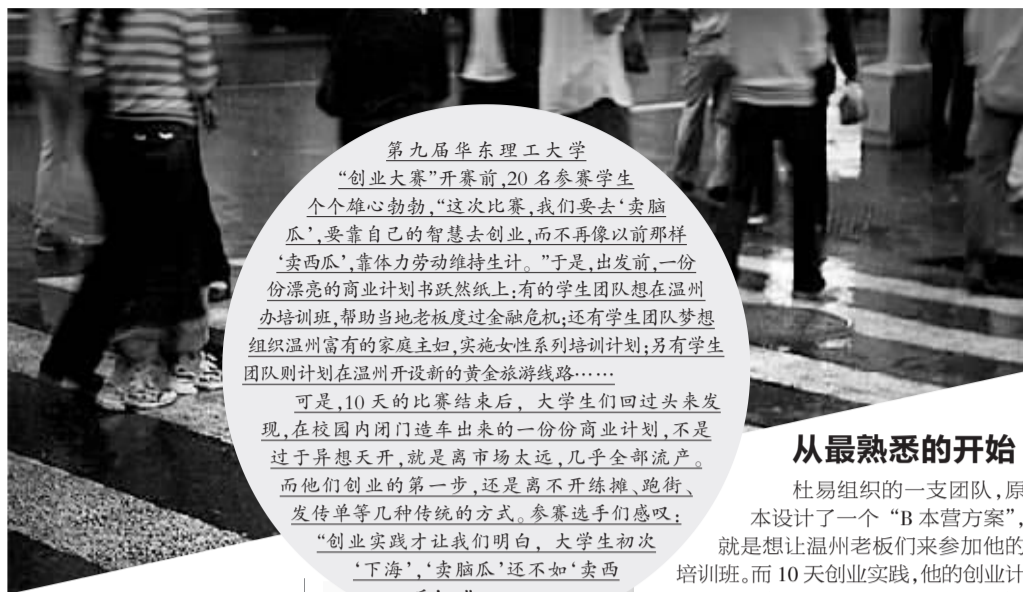 第九届华东理工大学
“创业大赛”开赛前,20 名参赛学生
个个雄心勃勃,“这次比赛,我们要去‘卖脑
瓜’,要靠自己的智慧去创业,而不再像以前那样
‘卖西瓜’,靠体力劳动维持生计。”于是,出发前,一份
份漂亮的商业计划书跃然纸上:有的学生团队想在温州
办培训班,帮助当地老板度过金融危机;还有学生团队梦想
组织温州富有的家庭主妇,实施女性系列培训计划;另有学生
团队则计划在温州开设新的黄金旅游线路……
可是,10 天的比赛结束后, 大学生们回过头来发
现,在校园内闭门造车出来的一份份商业计划,不是
过于异想天开,就是离市场太远,几乎全部流产。
而他们创业的第一步,还是离不开练摊、跑街、
发传单等几种传统的方式。参赛选手们感叹:
“创业实践才让我们明白, 大学生初次
‘下海’,‘卖脑瓜’还不如‘卖西
从最熟悉的开始
杜易组织的一支团队,原
本设计了一个 “B 本营方案”,
就是想让温州老板们来参加他的
培训班。而 10 天创业实践,他的创业计